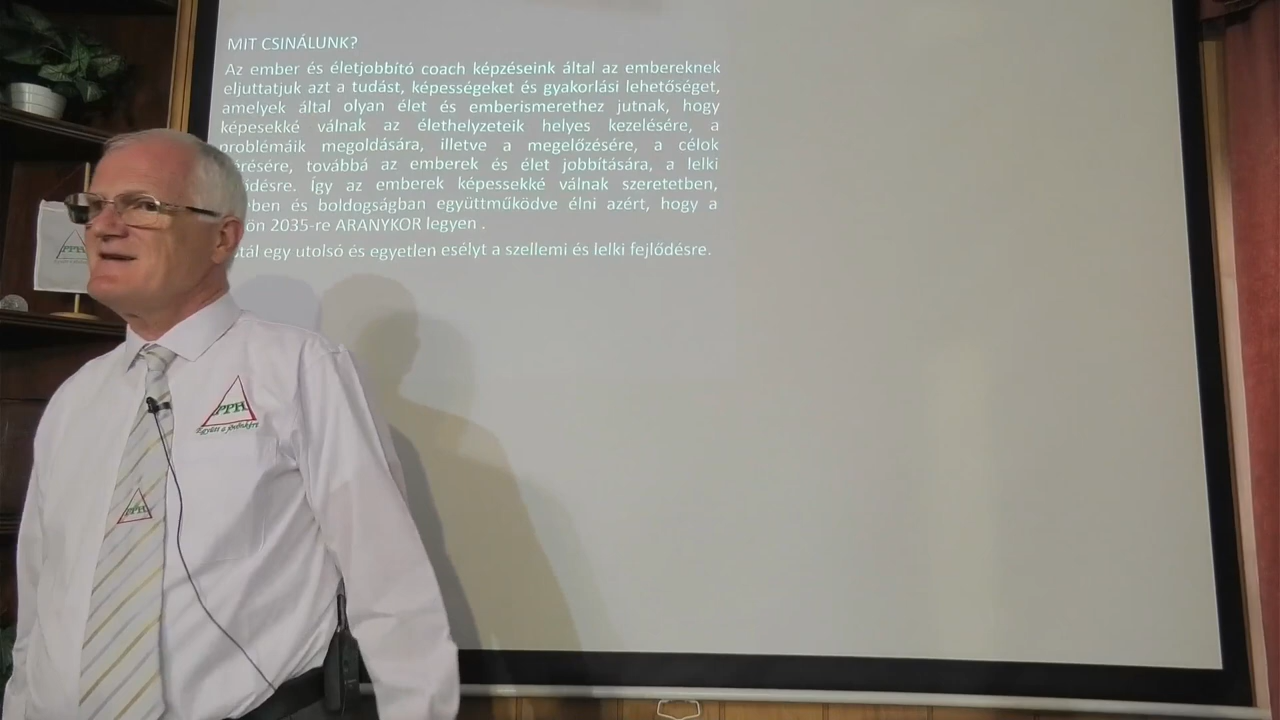 MIT CSINÁLUNK?
Az ember és életjobbító coach képzéseink által az embereknek
eljuttatjuk azt a tudást, képességeket és gyakorlási lehetőséget,
amelyek által olyan élet és emberismerethez jutnak, hogy
képesekké válnak az élethelyzeteik helyes kezelésére, a
problémáik megoldására, illetve a megelőzésére, a célok
továbbá az emberek és élet jobbítására, a lelki
Így az emberek képessekké válnak szeretetben,
és boldogságban együttműködve élni azért, hogy a
2035-re ARANYKOR legyen .
egy utolsó és egyetlen esélyt a szellemi és lelki fejlődésre.
PPH
PPH
Együtt a jövőnkért
PPH